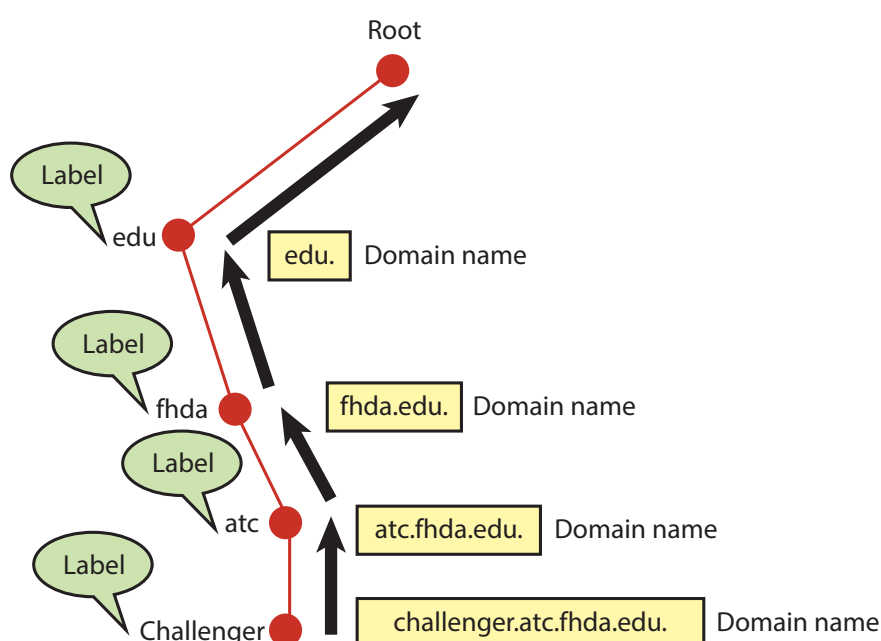 Root
Label
edu
edu. Domain name
Label
fhda
fhda.edu. Domain name
Label
atc
atc.fhda.edu. Domain name
Label
Challenger
challenger.atc.fhda.edu. Domain name